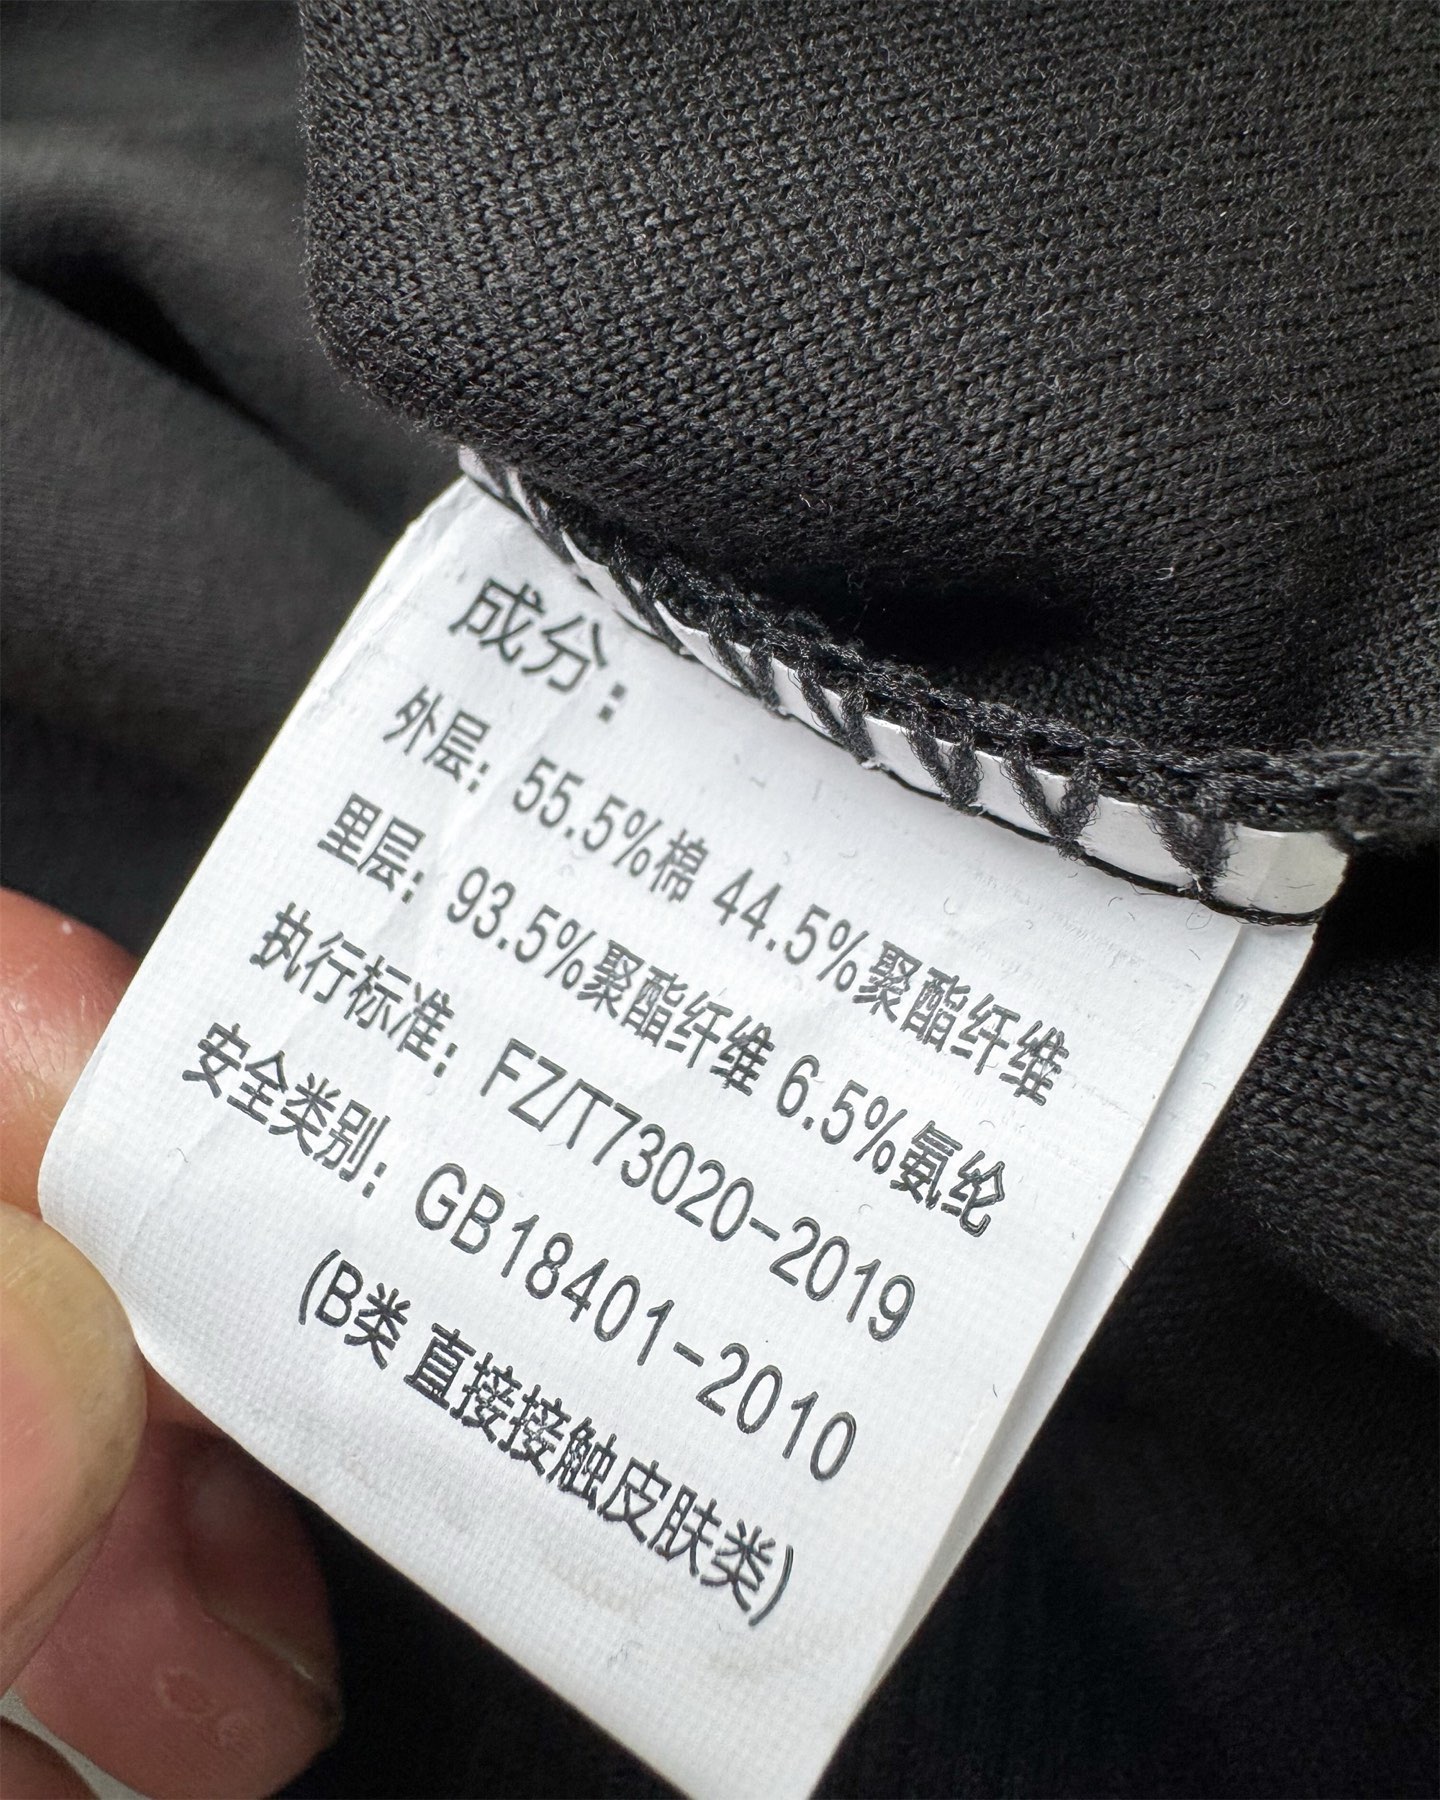 成分：
外层：55.5%棉 44.5%聚酯纤维
里层：93.5%聚酯纤维 6.5%氨纶
执行标准：FZ/T73020-2019
安全类别：GB18401-2010
(B类 直接接触皮肤类)